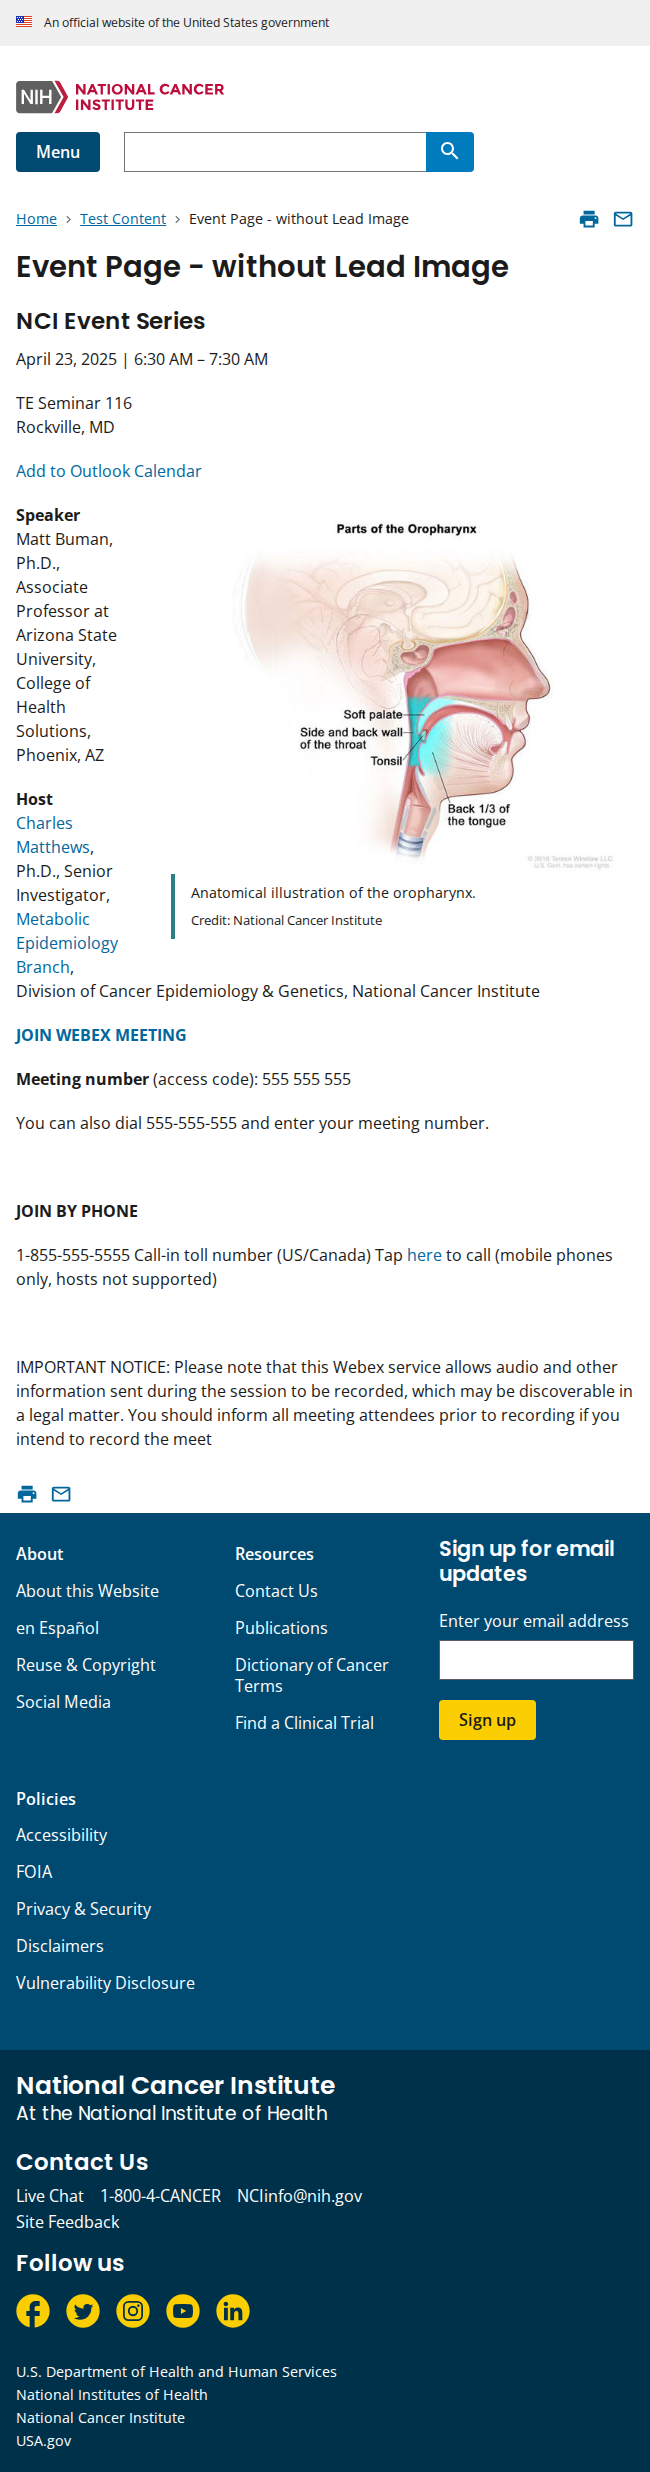 An official website of the United States government
NIH NATIONAL CANCER
INSTITUTE
Menu
Home > Test Content > Event Page - without Lead Image
Event Page - without Lead Image
NCI Event Series
April 23, 2025 | 6:30 AM – 7:30 AM
TE Seminar 116
Rockville, MD
Add to Outlook Calendar
Speaker
Matt Buman,
Ph.D.,
Associate
Professor at
Arizona State
University,
College of
Health
Solutions,
Phoenix, AZ
Parts of the Oropharynx
Soft palate
Side and back wall
of the throat
Tonsil
Back 1/3 of
the tongue
© 2016 Terese Winslow LLC
U.S. Govt. has certain rights
Anatomical illustration of the oropharynx.
Credit: National Cancer Institute
Host
Charles
Matthews,
Ph.D., Senior
Investigator,
Metabolic
Epidemiology
Branch,
Division of Cancer Epidemiology & Genetics, National Cancer Institute
JOIN WEBEX MEETING
Meeting number (access code): 555 555 555
You can also dial 555-555-555 and enter your meeting number.
JOIN BY PHONE
1-855-555-5555 Call-in toll number (US/Canada) Tap here to call (mobile phones
only, hosts not supported)
IMPORTANT NOTICE: Please note that this Webex service allows audio and other
information sent during the session to be recorded, which may be discoverable in
a legal matter. You should inform all meeting attendees prior to recording if you
intend to record the meet
About
About this Website
en Español
Reuse & Copyright
Social Media
Resources
Contact Us
Publications
Dictionary of Cancer
Terms
Find a Clinical Trial
Sign up for email
updates
Enter your email address
Sign up
Policies
Accessibility
FOIA
Privacy & Security
Disclaimers
Vulnerability Disclosure
National Cancer Institute
At the National Institute of Health
Contact Us
Live Chat 1-800-4-CANCER NCIinfo@nih.gov
Site Feedback
Follow us
U.S. Department of Health and Human Services
National Institutes of Health
National Cancer Institute
USA.gov